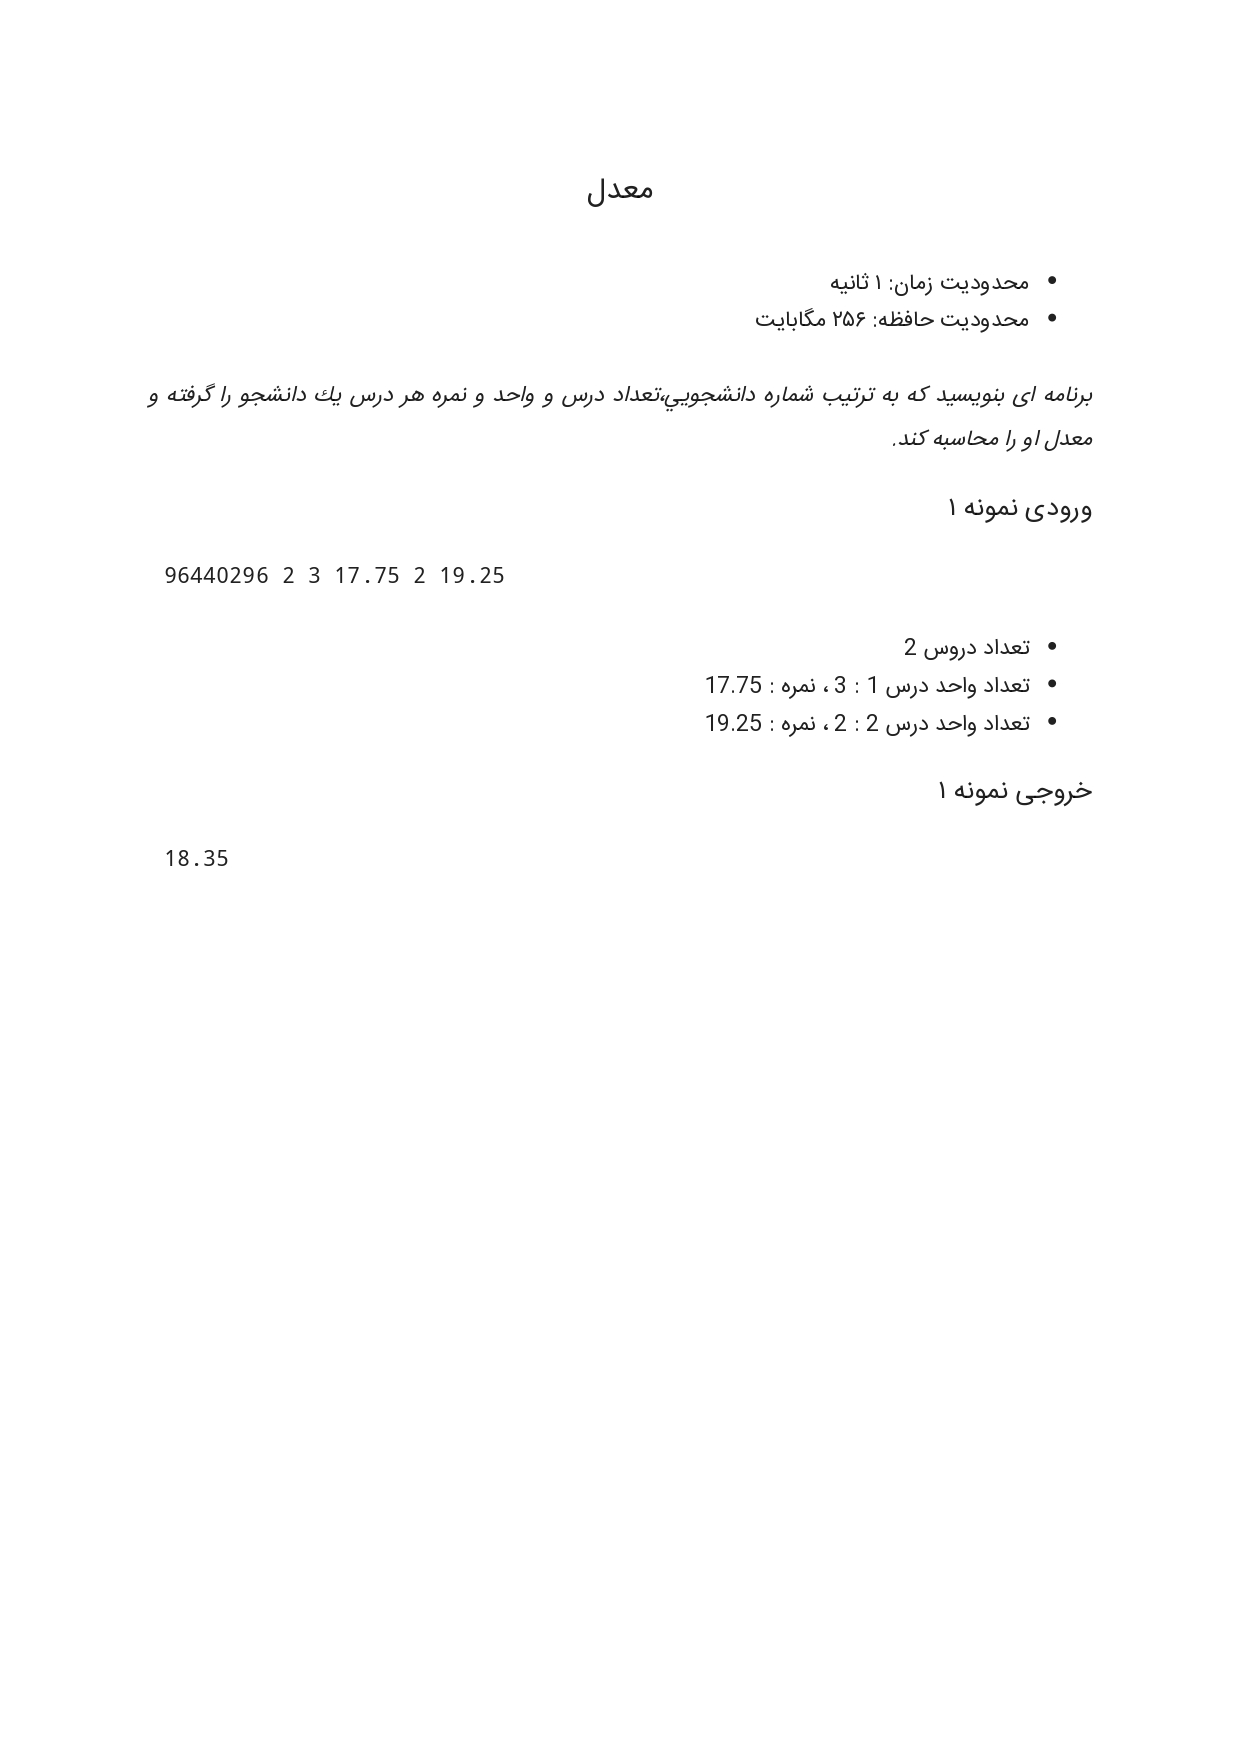 معدل
• محدودیت زمان: ۱ ثانیه
• محدودیت حافظه: ۲۵۶ مگابایت
برنامه ای بنویسید که به ترتیب شماره دانشجويي،تعداد درس و واحد و نمره هر درس يك دانشجو را گرفته و
معدل او را محاسبه کند.
ورودی نمونه ۱
96440296 2 3 17.75 2 19.25
• تعداد دروس 2
• تعداد واحد درس 1 : 3 ، نمره : 17.75
• تعداد واحد درس 2 : 2 ، نمره : 19.25
خروجی نمونه ۱
18.35